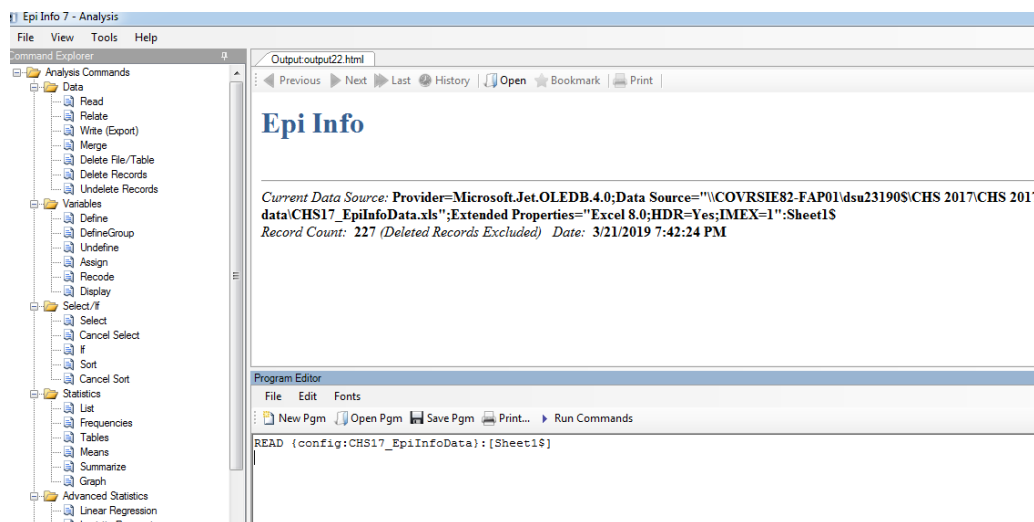 Epi Info 7 - Analysis
File View Tools Help
Command Explorer
Analysis Commands
Data
Read
Relate
Write (Export)
Merge
Delete File/Table
Delete Records
Undelete Records
Variables
Define
DefineGroup
Undefine
Assign
Recode
Display
Select/If
Select
Cancel Select
If
Sort
Cancel Sort
Statistics
List
Frequencies
Tables
Means
Summarize
Graph
Advanced Statistics
Linear Regression
Output:output22.html
Previous Next Last History Open Bookmark Print
Epi Info
Current Data Source: Provider=Microsoft.Jet.OLEDB.4.0;Data Source="\\COVRSIE82-FAP01\dsu23190$\CHS 2017\CHS 2017
data\CHS17_EpiInfoData.xls";Extended Properties="Excel 8.0;HDR=Yes;IMEX=1":Sheet1$
Record Count: 227 (Deleted Records Excluded) Date: 3/21/2019 7:42:24 PM
Program Editor
File Edit Fonts
New Pgm Open Pgm Save Pgm Print... Run Commands
READ {config:CHS17_EpiInfoData}:[Sheet1$]